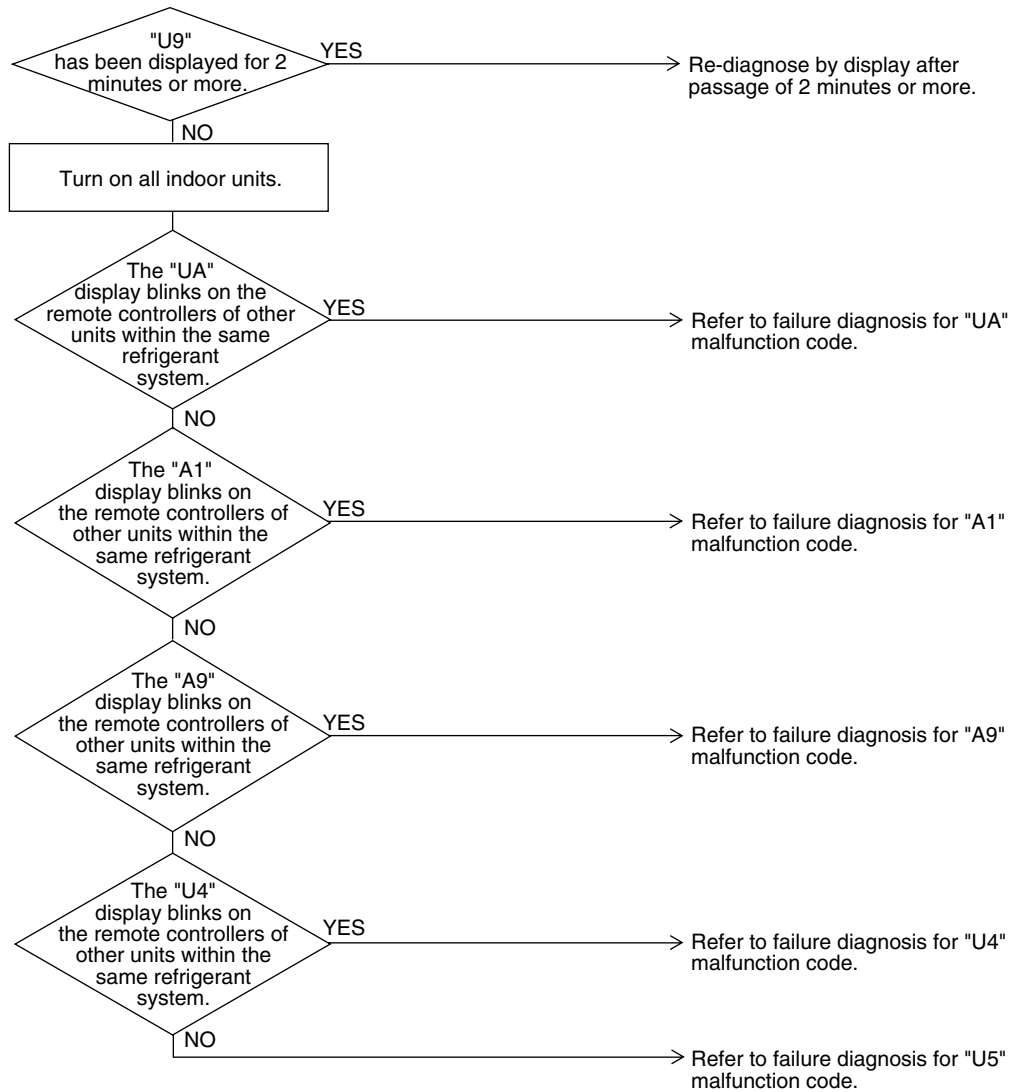 "U9"
has been displayed for 2
minutes or more.
YES
Re-diagnose by display after
passage of 2 minutes or more.
NO
Turn on all indoor units.
The "UA"
display blinks on the
remote controllers of other
units within the same
refrigerant
system.
YES
Refer to failure diagnosis for "UA"
malfunction code.
NO
The "A1"
display blinks on
the remote controllers of
other units within the
same refrigerant
system.
YES
Refer to failure diagnosis for "A1"
malfunction code.
NO
The "A9"
display blinks on
the remote controllers of
other units within the
same refrigerant
system.
YES
Refer to failure diagnosis for "A9"
malfunction code.
NO
The "U4"
display blinks on
the remote controllers of
other units within the
same refrigerant
system.
YES
Refer to failure diagnosis for "U4"
malfunction code.
NO
Refer to failure diagnosis for "U5"
malfunction code.